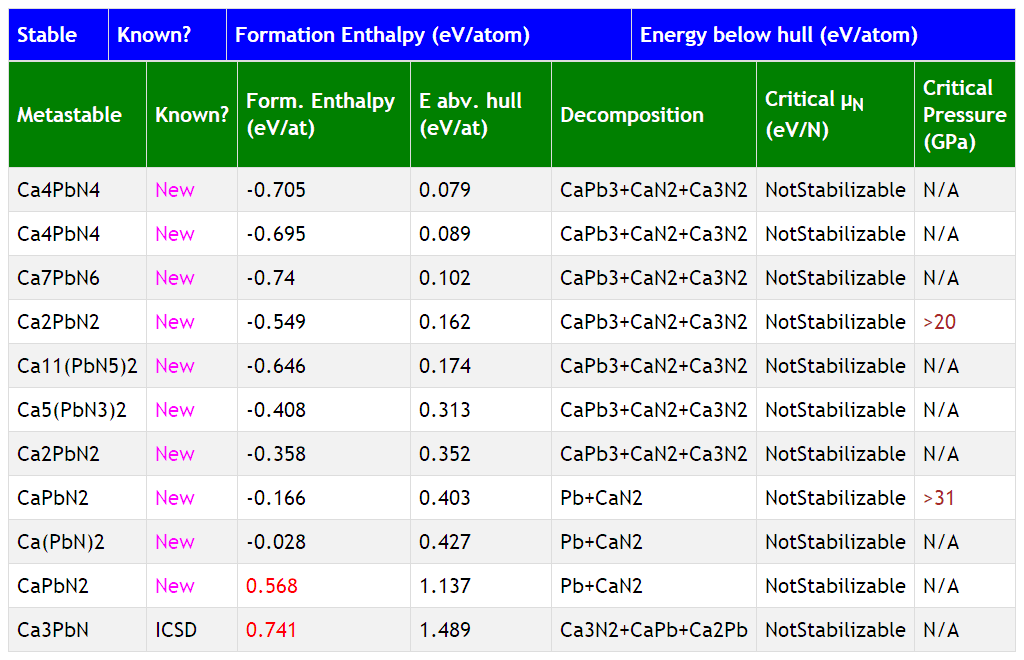 Stable Known? Formation Enthalpy (eV/atom) Energy below hull (eV/atom)
Metastable Known? Form. Enthalpy (eV/at) E abv. hull (eV/at) Decomposition Critical μN (eV/N) Critical Pressure (GPa)
Ca4PbN4 New -0.705 0.079 CaPb3+CaN2+Ca3N2 NotStabilizable N/A
Ca4PbN4 New -0.695 0.089 CaPb3+CaN2+Ca3N2 NotStabilizable N/A
Ca7PbN6 New -0.74 0.102 CaPb3+CaN2+Ca3N2 NotStabilizable N/A
Ca2PbN2 New -0.549 0.162 CaPb3+CaN2+Ca3N2 NotStabilizable >20
Ca11(PbN5)2 New -0.646 0.174 CaPb3+CaN2+Ca3N2 NotStabilizable N/A
Ca5(PbN3)2 New -0.408 0.313 CaPb3+CaN2+Ca3N2 NotStabilizable N/A
Ca2PbN2 New -0.358 0.352 CaPb3+CaN2+Ca3N2 NotStabilizable N/A
CaPbN2 New -0.166 0.403 Pb+CaN2 NotStabilizable >31
Ca(PbN)2 New -0.028 0.427 Pb+CaN2 NotStabilizable N/A
CaPbN2 New 0.568 1.137 Pb+CaN2 NotStabilizable N/A
Ca3PbN ICSD 0.741 1.489 Ca3N2+CaPb+Ca2Pb NotStabilizable N/A